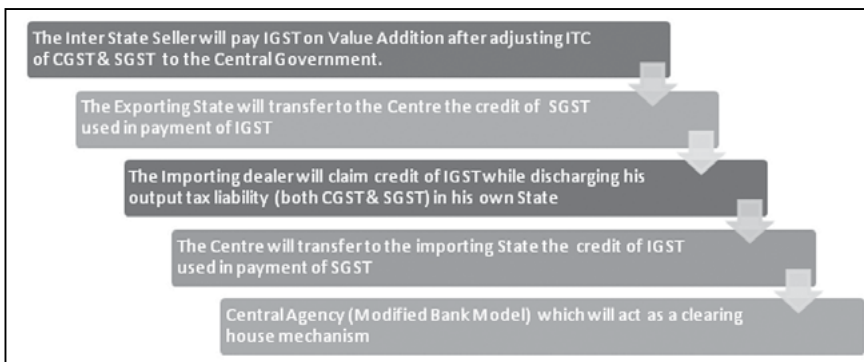 The Inter State Seller will pay IGST on Value Addition after adjusting ITC
of CGST & SGST to the Central Government.
The Exporting State will transfer to the Centre the credit of SGST
used in payment of IGST
The Importing dealer will claim credit of IGST while discharging his
output tax liability (both CGST & SGST) in his own State
The Centre will transfer to the importing State the credit of IGST
used in payment of SGST
Central Agency (Modified Bank Model) which will act as a clearing
house mechanism